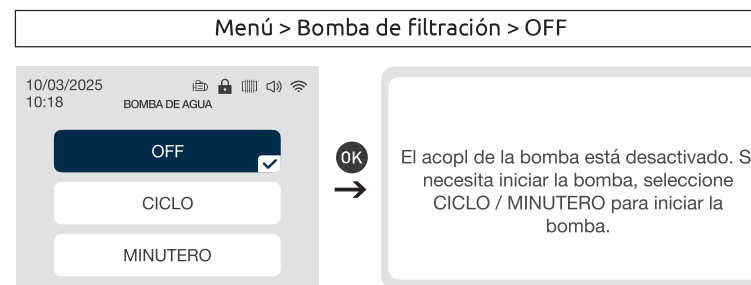 Menú > Bomba de filtración > OFF
10/03/2025
10:18
BOMBA DE AGUA
OFF
CICLO
MINUTERO
OK
El acopl de la bomba está desactivado. S
necesita iniciar la bomba, seleccione
CICLO / MINUTERO para iniciar la
bomba.